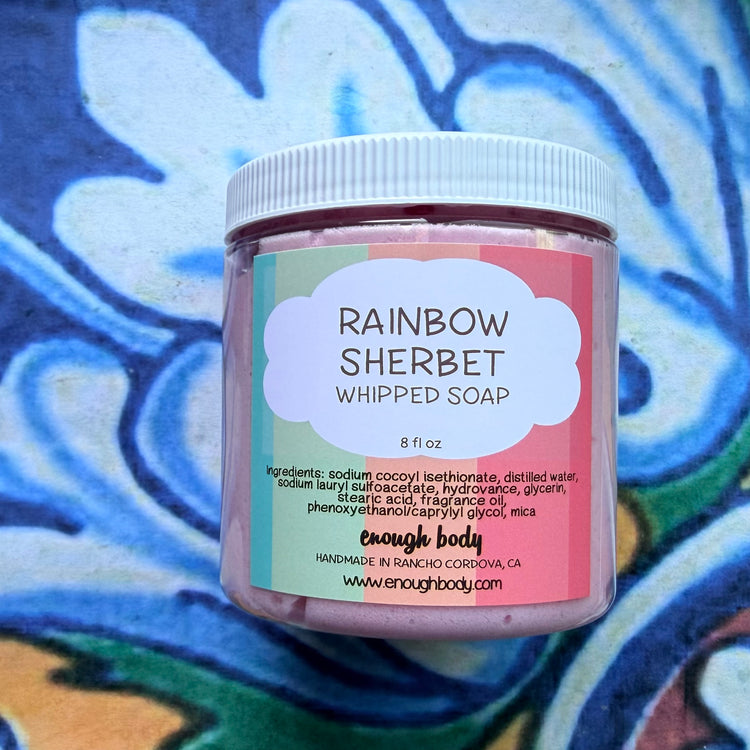 RAINBOW
SHERBET
WHIPPED SOAP
8 fl oz
Ingredients: sodium cocoyl isethionate, distilled water,
sodium lauryl sulfoacetate, hydrovance, glycerin,
stearic acid, fragrance oil,
phenoxyethanol/caprylyl glycol, mica
enough body
HANDMADE IN RANCHO CORDOVA, CA
www.enoughbody.com